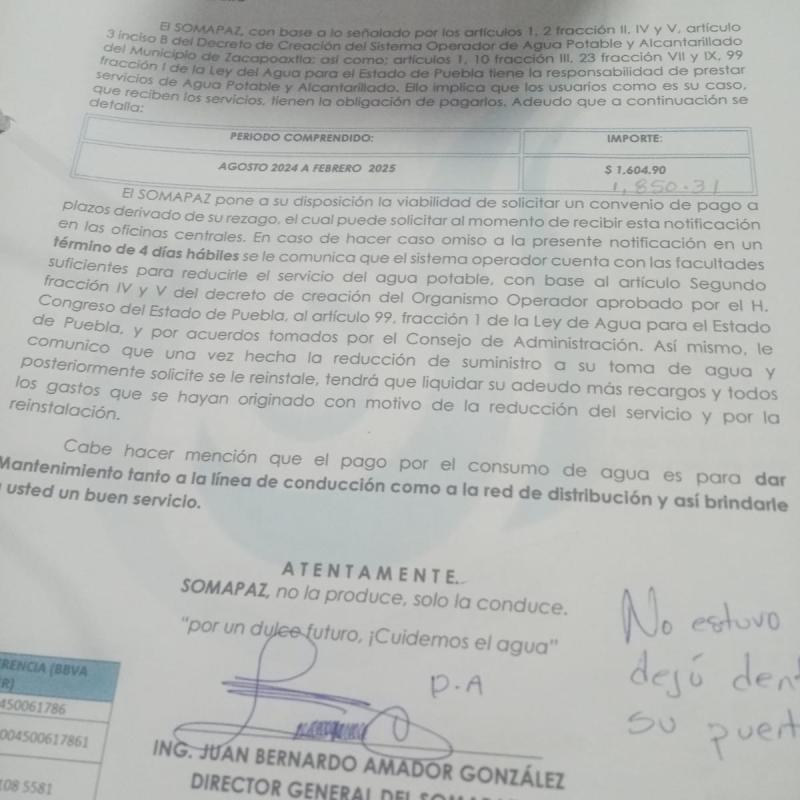 El SOMAPAZ, con base a lo señalado por los artículos 1, 2 fracción II, IV y V, artículo
3 inciso B del Decreto de Creación del Sistema Operador de Agua Potable y Alcantarillado
del Municipio de Zacapoaxtla; así como; artículos 1, 10 fracción III, 23 fracción VII y IX, 99
fracción I de la Ley del Agua para el Estado de Puebla tiene la responsabilidad de prestar
servicios de Agua Potable y Alcantarillado. Ello implica que los usuarios como es su caso,
que reciben los servicios, tienen la obligación de pagarlos. Adeudo que a continuación se
detalla:
PERIODO COMPRENDIDO: IMPORTE:
AGOSTO 2024 A FEBRERO 2025 $ 1,604.90
1,850.31
El SOMAPAZ pone a su disposición la viabilidad de solicitar un convenio de pago a
plazos derivado de su rezago, el cual puede solicitar al momento de recibir esta notificación
en las oficinas centrales. En caso de hacer caso omiso a la presente notificación en un
término de 4 días hábiles se le comunica que el sistema operador cuenta con las facultades
suficientes para reducirle el servicio del agua potable, con base al artículo Segundo
fracción IV y V del decreto de creación del Organismo Operador aprobado por el H.
Congreso del Estado de Puebla, al artículo 99, fracción 1 de la Ley de Agua para el Estado
de Puebla, y por acuerdos tomados por el Consejo de Administración. Así mismo, le
comunico que una vez hecha la reducción de suministro a su toma de agua y
posteriormente solicite se le reinstale, tendrá que liquidar su adeudo más recargos y todos
los gastos que se hayan originado con motivo de la reducción del servicio y por la
reinstalación.
Cabe hacer mención que el pago por el consumo de agua es para dar
Mantenimiento tanto a la línea de conducción como a la red de distribución y así brindarle
a usted un buen servicio.
ATENTAMENTE.
SOMAPAZ, no la produce, solo la conduce.
"por un dulce futuro, ¡Cuidemos el agua"
P.A
No estuvo
dejú den
su puert
ING. JUAN BERNARDO AMADOR GONZÁLEZ
DIRECTOR GENERAL DEL SOMAP
RENCIA (BBVA
R)
450061786
004500617861
108 5581